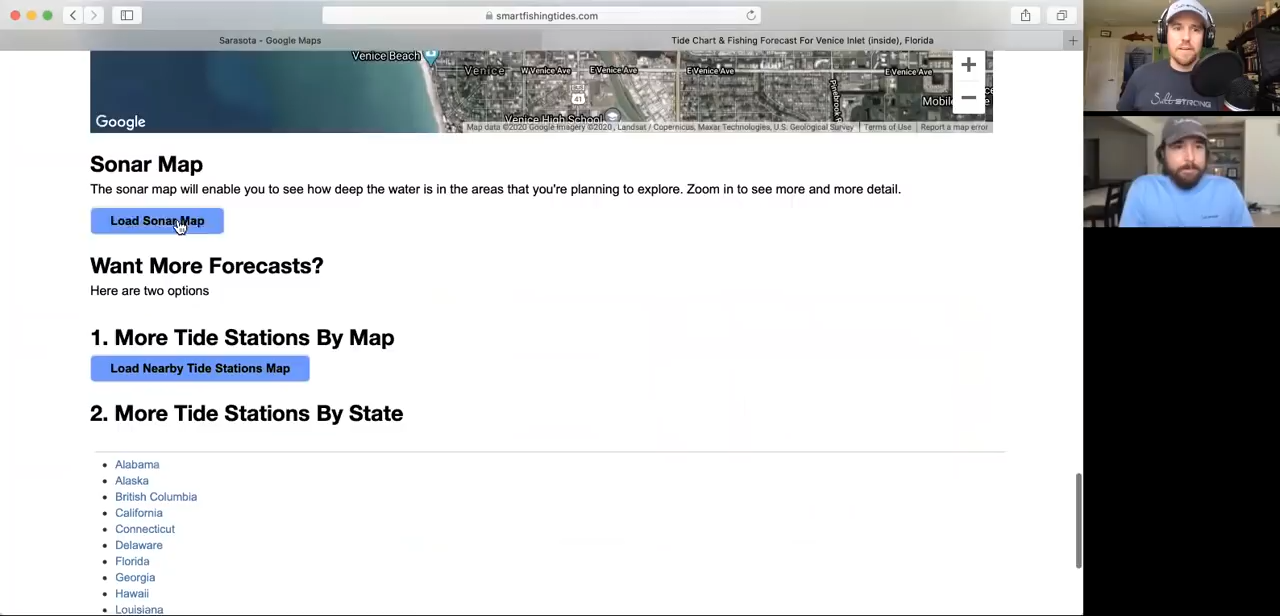 smartfishingtides.com
Sarasota - Google Maps
Tide Chart & Fishing Forecast For Venice Inlet (inside), Florida
Venice Beach
Venice
W Venice Ave
E Venice Ave
E Venice Ave
E Venice Ave
41
Pinebrook
Mobile
Venice High School
Google
Map data ©2020 Google Imagery ©2020 , Landsat / Copernicus, Maxar Technologies, U.S. Geological Survey
Terms of Use
Report a map error
Sonar Map
The sonar map will enable you to see how deep the water is in the areas that you're planning to explore. Zoom in to see more and more detail.
Load Sonar Map
Want More Forecasts?
Here are two options
1. More Tide Stations By Map
Load Nearby Tide Stations Map
2. More Tide Stations By State
• Alabama
• Alaska
• British Columbia
• California
• Connecticut
• Delaware
• Florida
• Georgia
• Hawaii
• Louisiana
Salt STRONG